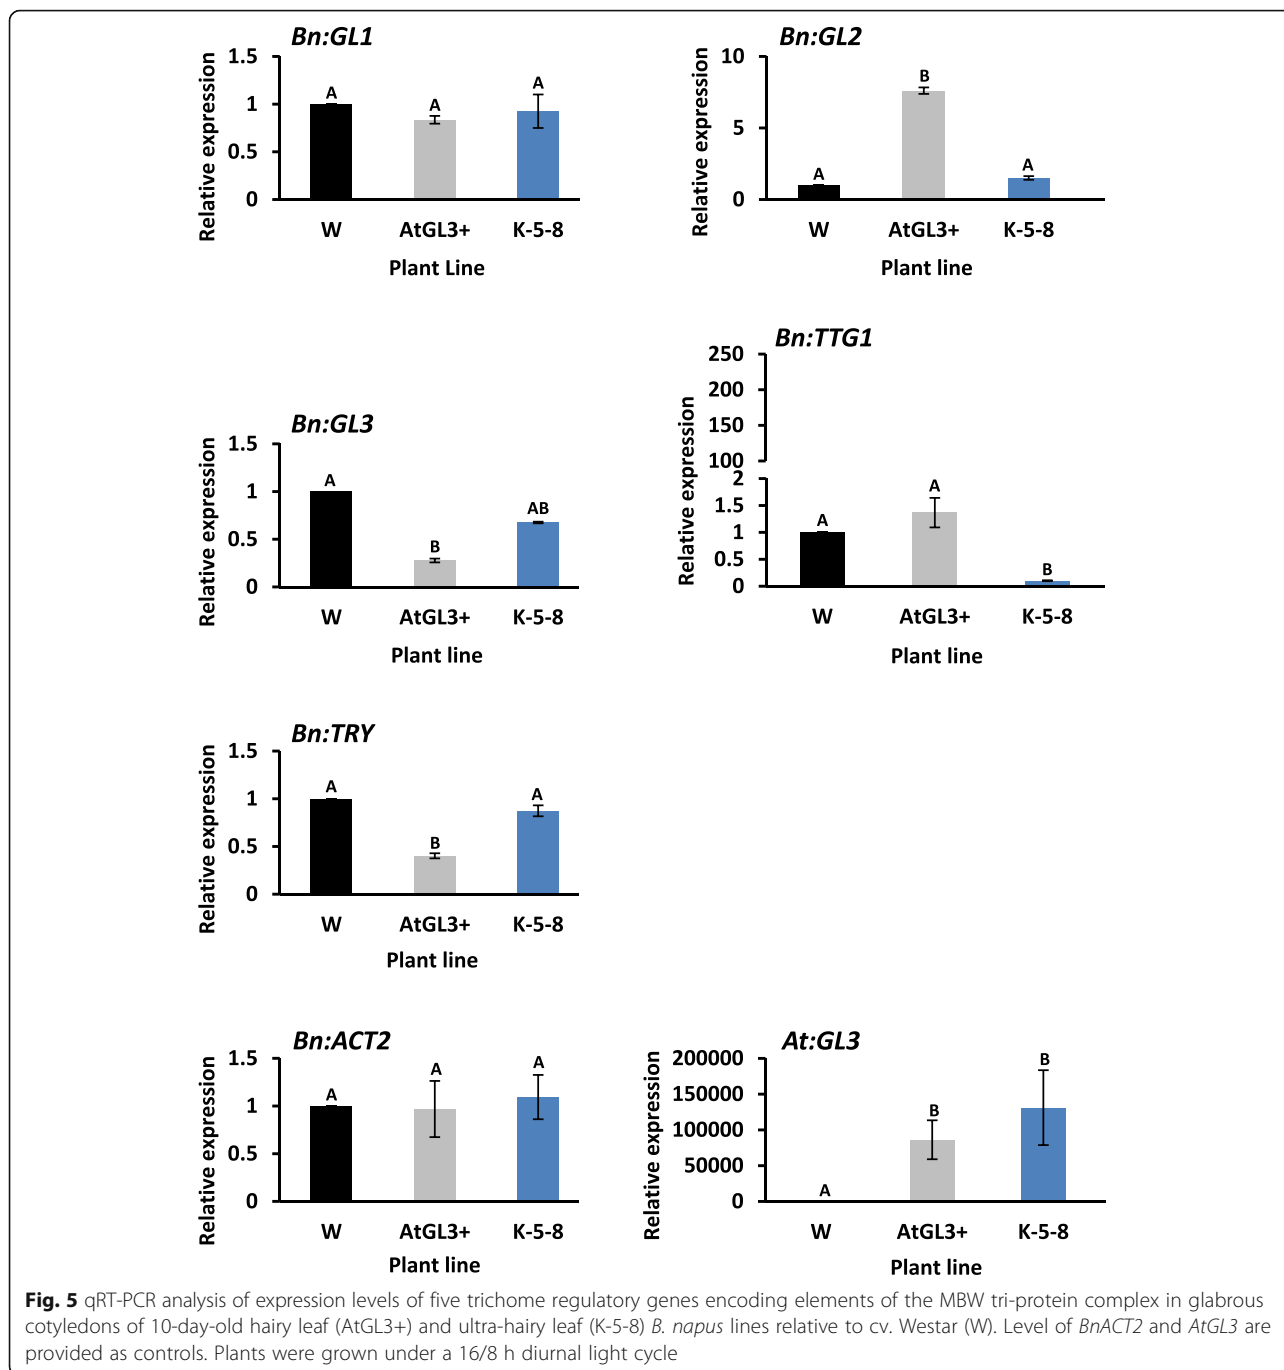 Bn:GL1
Relative expression
1.5
1
0.5
0
A
A
A
W
AtGL3+
K-5-8
Plant Line
Bn:GL2
Relative expression
10
5
0
A
B
A
W
AtGL3+
K-5-8
Plant line
Bn:GL3
Relative expression
1.5
1
0.5
0
A
B
AB
W
AtGL3+
K-5-8
Plant line
Bn:TTG1
Relative expression
250
200
150
100
2
1.5
1
0.5
0
A
A
B
W
AtGL3+
K-5-8
Plant line
Bn:TRY
Relative expression
1.5
1
0.5
0
A
B
A
W
AtGL3+
K-5-8
Plant line
Bn:ACT2
Relative expression
1.5
1
0.5
0
A
A
A
W
AtGL3+
K-5-8
Plant line
At:GL3
Relative expression
200000
150000
100000
50000
0
A
B
B
W
AtGL3+
K-5-8
Plant line
Fig. 5 qRT-PCR analysis of expression levels of five trichome regulatory genes encoding elements of the MBW tri-protein complex in glabrous
cotyledons of 10-day-old hairy leaf (AtGL3+) and ultra-hairy leaf (K-5-8) B. napus lines relative to cv. Westar (W). Level of BnACT2 and AtGL3 are
provided as controls. Plants were grown under a 16/8 h diurnal light cycle